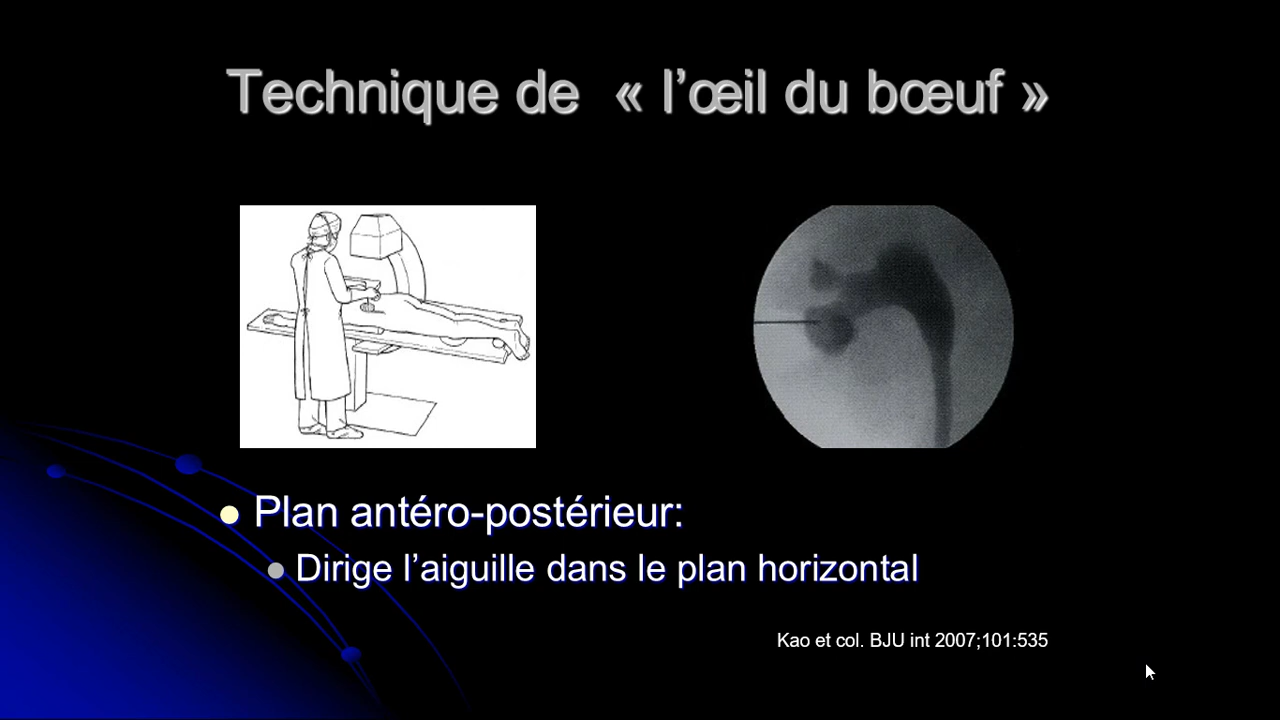 Technique de « l’œil du bœuf »
Plan antéro-postérieur:
Dirige l’aiguille dans le plan horizontal
Kao et col. BJU int 2007;101:535